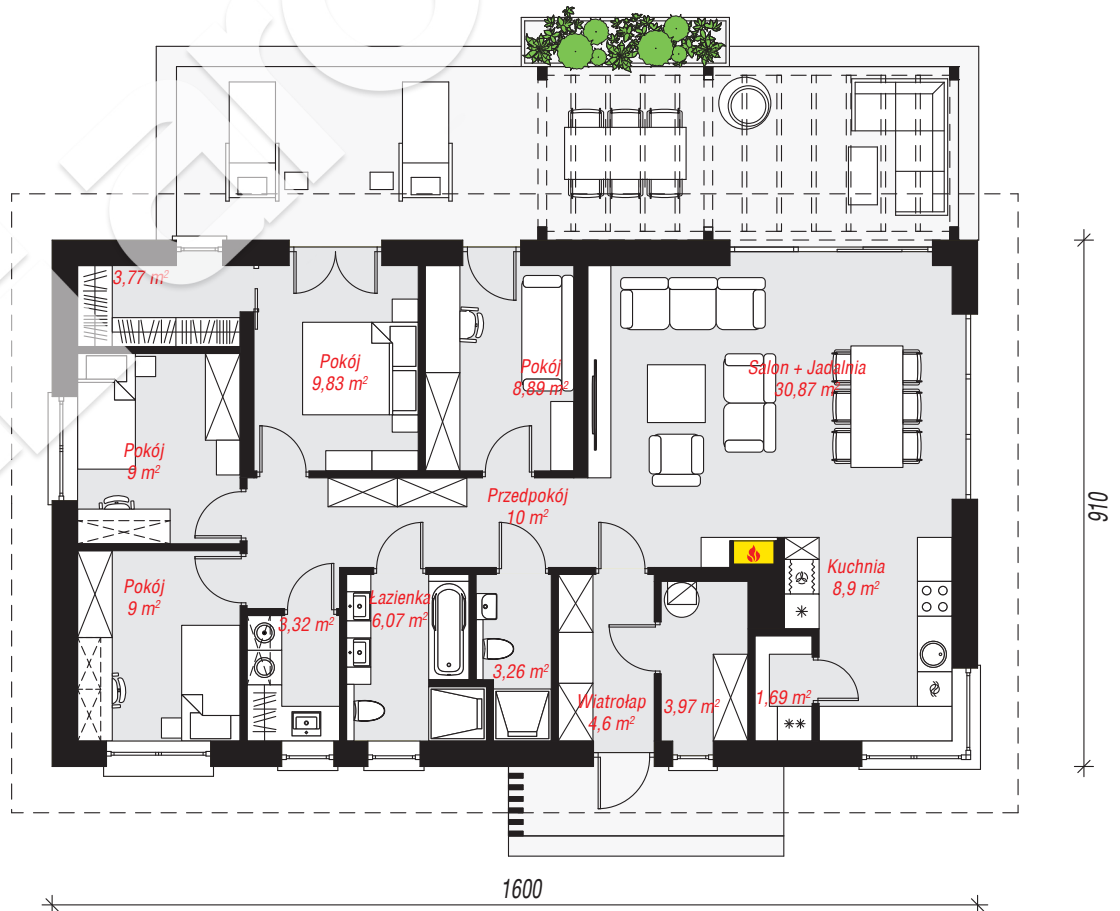 3,77 m²
Pokój
9,83 m²
Pokój
8,89 m²
Salon + Jadalnia
30,87 m²
Pokój
9 m²
Przedpokój
10 m²
910
Pokój
9 m²
3,32 m²
Łazienka
6,07 m²
3,26 m²
Wiatrołap
4,6 m²
3,97 m²
1,69 m²
Kuchnia
8,9 m²
1600